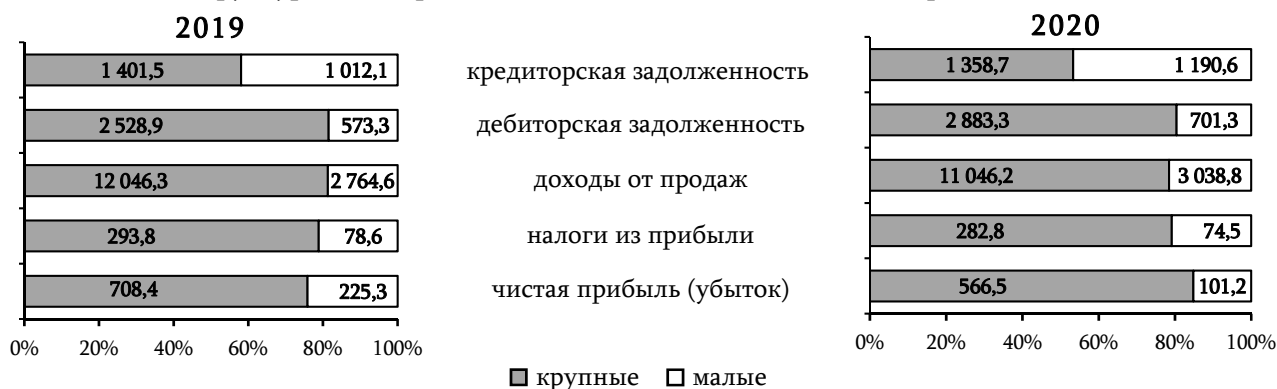 2019
2020
1 401,5 1 012,1 кредиторская задолженность 1 358,7 1 190,6
2 528,9 573,3 дебиторская задолженность 2 883,3 701,3
12 046,3 2 764,6 доходы от продаж 11 046,2 3 038,8
293,8 78,6 налоги из прибыли 282,8 74,5
708,4 225,3 чистая прибыль (убыток) 566,5 101,2
0% 20% 40% 60% 80% 100% 0% 20% 40% 60% 80% 100%
крупные малые